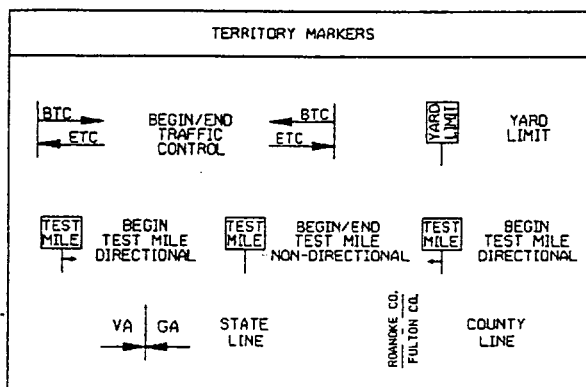 TERRITORY MARKERS
BTC
ETC
BEGIN/END
TRAFFIC
CONTROL
BTC
ETC
YARD
LIMIT
YARD
LIMIT
TEST
MILE
BEGIN
TEST MILE
DIRECTIONAL
TEST
MILE
BEGIN/END
TEST MILE
NON-DIRECTIONAL
TEST
MILE
BEGIN
TEST MILE
DIRECTIONAL
VA
GA
STATE
LINE
ROANOKE CO.
FULTON CO.
COUNTY
LINE